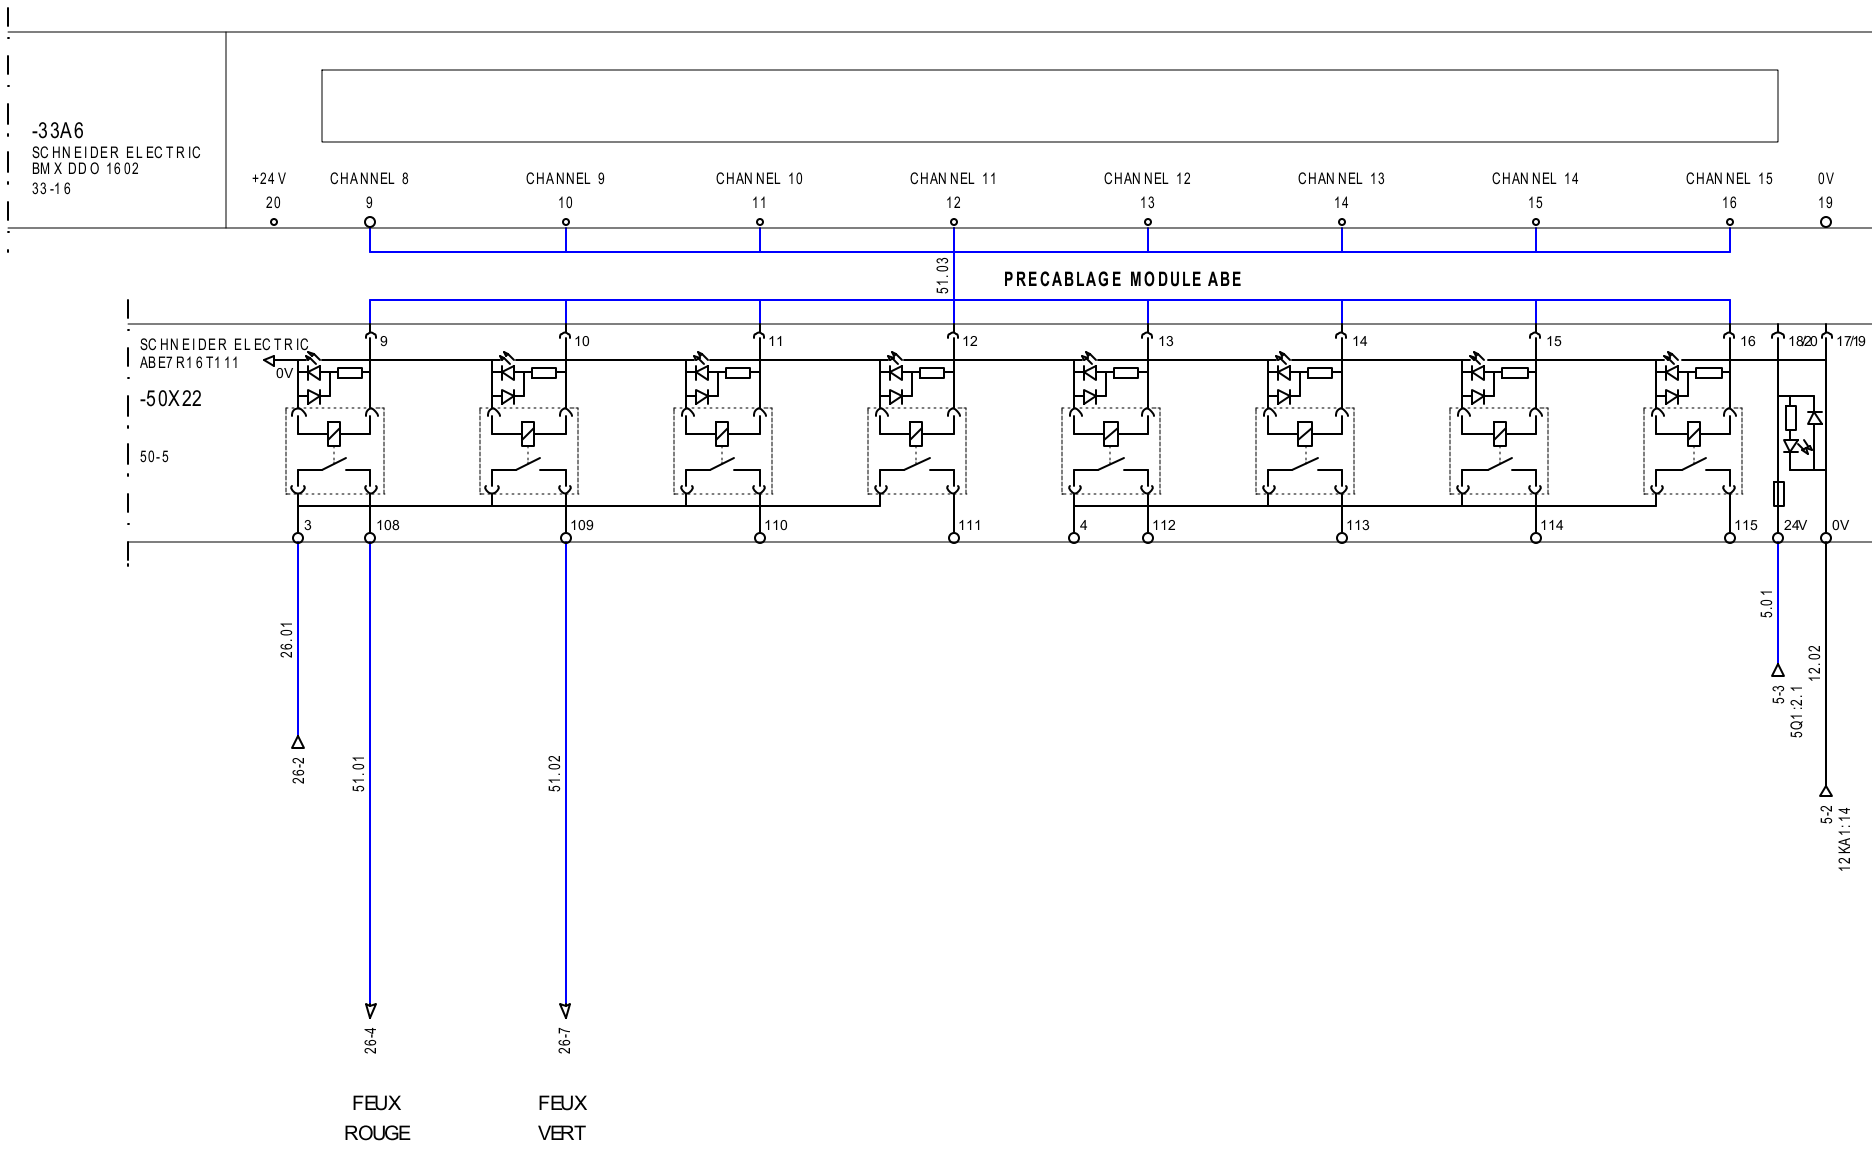 -33A6
SCHNEIDER ELECTRIC
BMX DDO 1602
33-16
+24V CHANNEL 8 CHANNEL 9 CHANNEL 10 CHANNEL 11 CHANNEL 12 CHANNEL 13 CHANNEL 14 CHANNEL 15 0V
20 9 10 11 12 13 14 15 16 19
51.03
PRECABLAGE MODULE ABE
SCHNEIDER ELECTRIC
ABE7R16T111
-50X22
50-5
0V
9 10 11 12 13 14 15 16 18/20 17/19
3 108 109 110 111 4 112 113 114 115 24V 0V
26.01
26-2
51.01
26-4
51.02
26-7
5.01
5-3
5Q1:2.1
12.02
5-2
12KA1:14
FEUX
ROUGE
FEUX
VERT